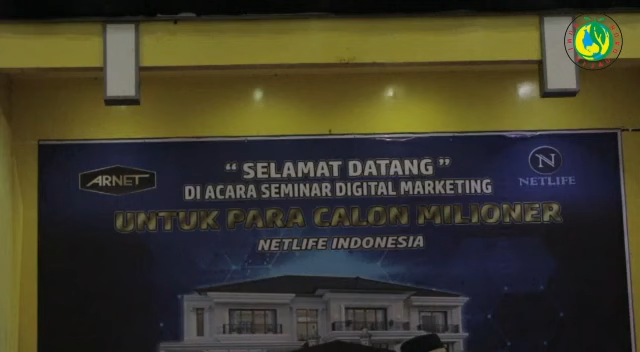 ARNET
“ SELAMAT DATANG ”
DI ACARA SEMINAR DIGITAL MARKETING
UNTUK PARA CALON MILIONER
NETLIFE INDONESIA
N
NETLIFE